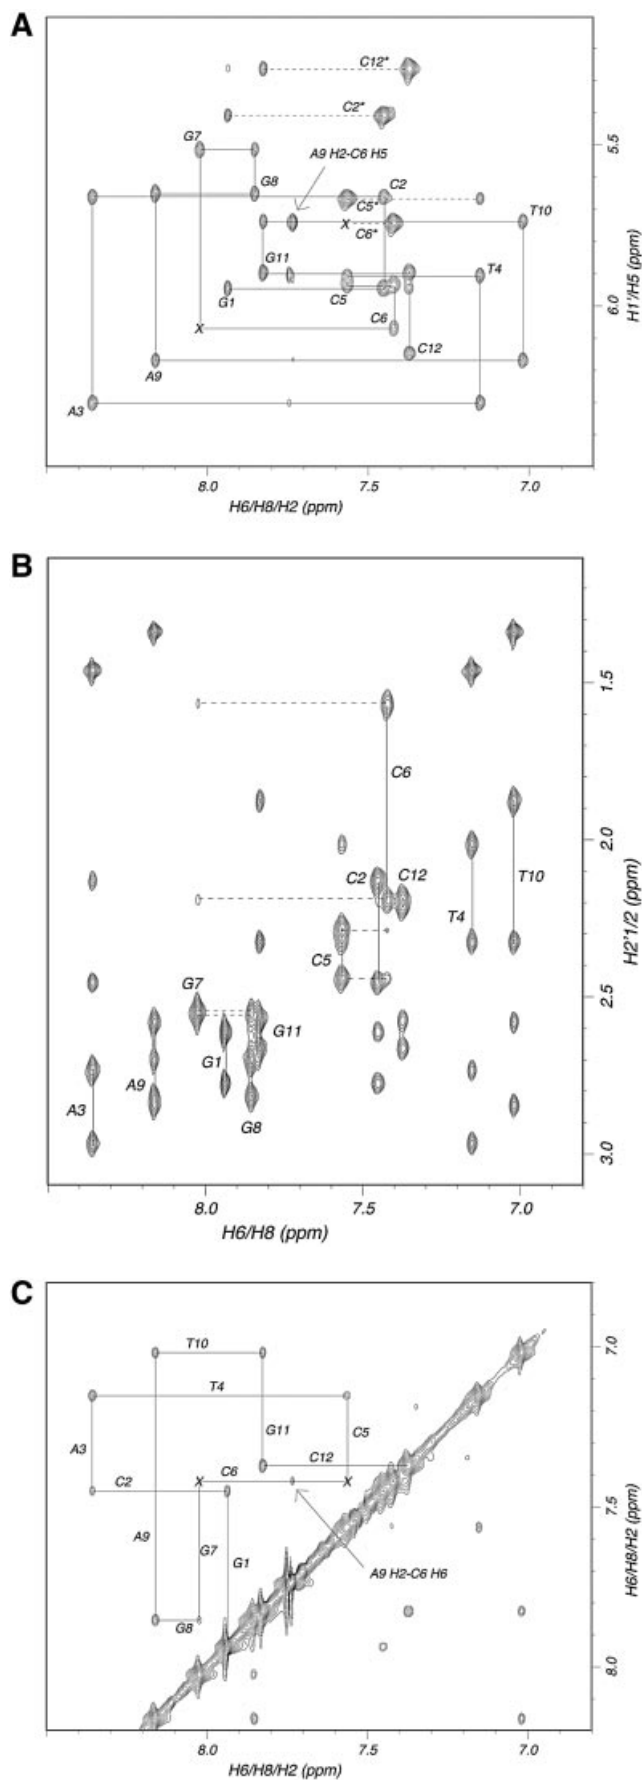 A
C12*
C2*
G7
A9 H2-C6 H5
5.5
G8
C2
C5*
X
C6*
T10
G11
T4
G1
C5
6.0
H1'/H5 (ppm)
X
C6
C12
A9
A3
8.0
7.5
7.0
H6/H8/H2 (ppm)
B
1.5
C6
2.0
C2
C12
T4
T10
H2'1/2 (ppm)
C5
G7
2.5
G11
G1
A9
A3
G8
3.0
8.0
7.5
7.0
H6/H8 (ppm)
C
T10
7.0
T4
A3
G11
C5
C12
C6
C2
X
X
7.5
A9
G7
G1
A9 H2-C6 H6
G8
H6/H8/H2 (ppm)
8.0
8.0
7.5
7.0
H6/H8/H2 (ppm)